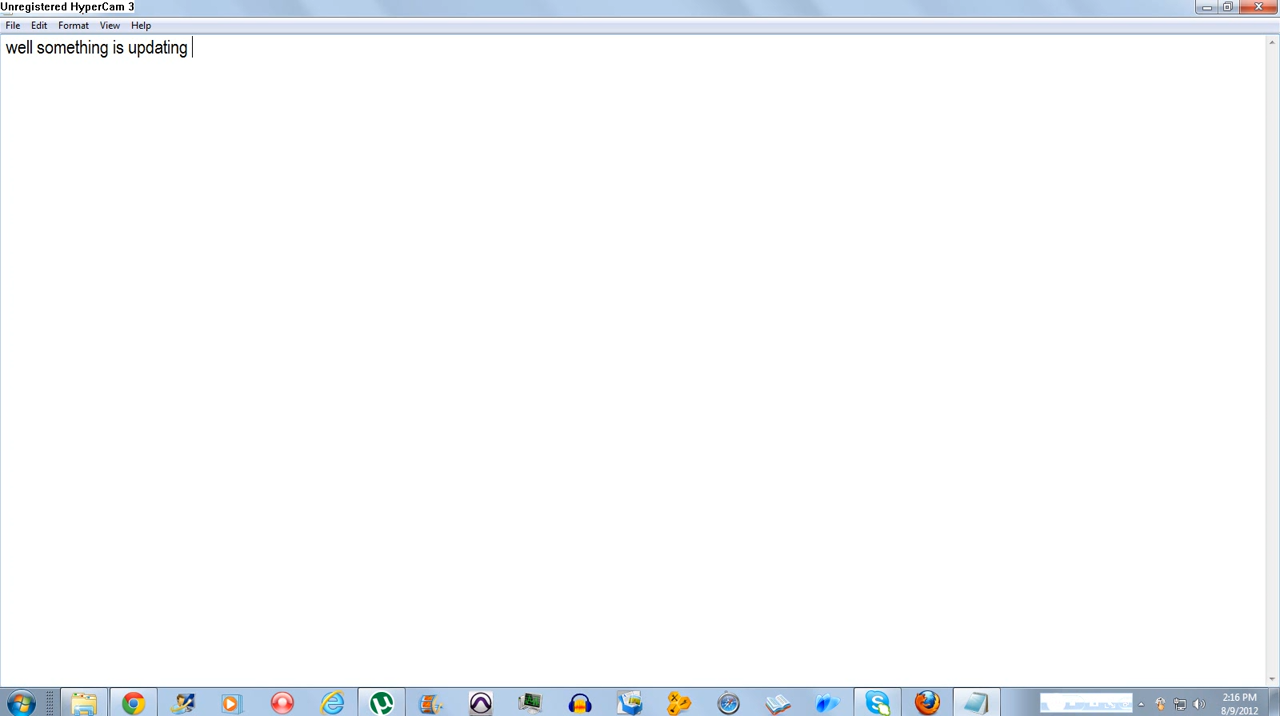 Unregistered HyperCam 3
File Edit Format View Help
well something is updating
2:16 PM
8/9/2012